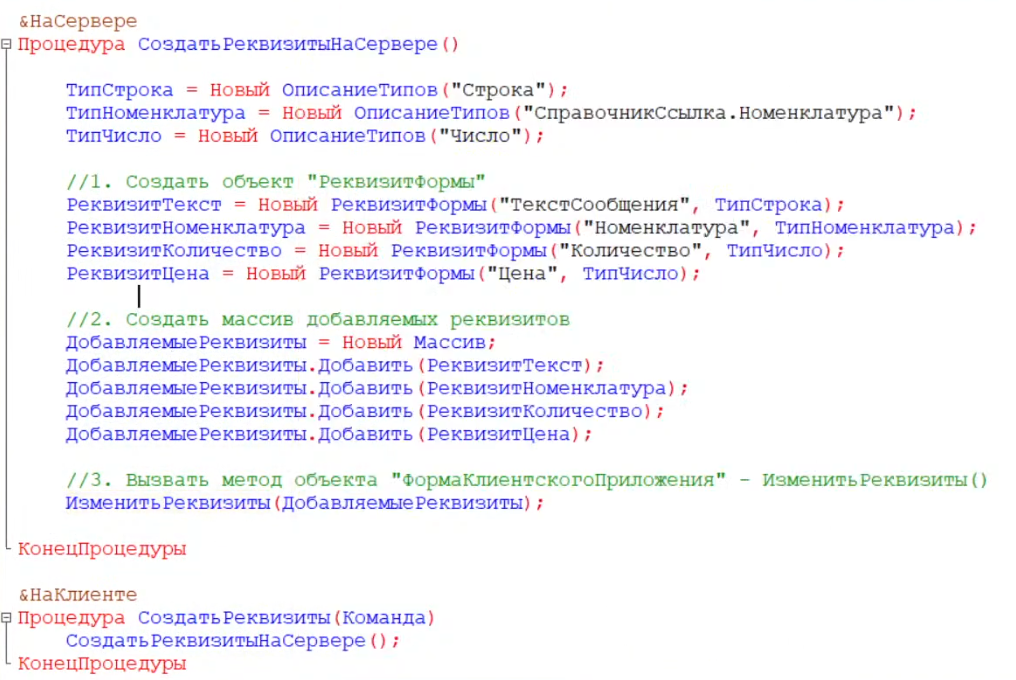 &НаСервере
Процедура СоздатьРеквизитыНаСервере()
ТипСтрока = Новый ОписаниеТипов("Строка");
ТипНоменклатура = Новый ОписаниеТипов("СправочникСсылка.Номенклатура");
ТипЧисло = Новый ОписаниеТипов("Число");
//1. Создать объект "РеквизитФормы"
РеквизитТекст = Новый РеквизитФормы("ТекстСообщения", ТипСтрока);
РеквизитНоменклатура = Новый РеквизитФормы("Номенклатура", ТипНоменклатура);
РеквизитКоличество = Новый РеквизитФормы("Количество", ТипЧисло);
РеквизитЦена = Новый РеквизитФормы("Цена", ТипЧисло);
//2. Создать массив добавляемых реквизитов
ДобавляемыеРеквизиты = Новый Массив;
ДобавляемыеРеквизиты.Добавить(РеквизитТекст);
ДобавляемыеРеквизиты.Добавить(РеквизитНоменклатура);
ДобавляемыеРеквизиты.Добавить(РеквизитКоличество);
ДобавляемыеРеквизиты.Добавить(РеквизитЦена);
//3. Вызвать метод объекта "ФормаКлиентскогоПриложения" - ИзменитьРеквизиты()
ИзменитьРеквизиты(ДобавляемыеРеквизиты);
КонецПроцедуры
&НаКлиенте
Процедура СоздатьРеквизиты(Команда)
СоздатьРеквизитыНаСервере();
КонецПроцедуры